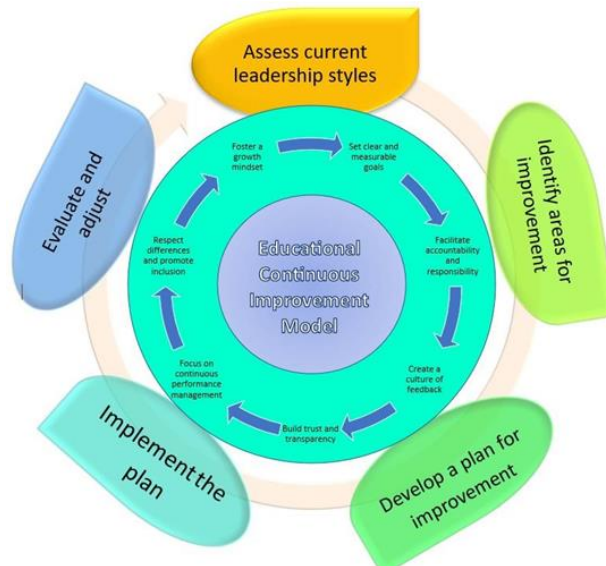 Assess current
leadership styles
Identify areas for
improvement
Develop a plan for
improvement
Implement the
plan
Evaluate and
adjust
Foster a
growth
mindset
Set clear and
measurable
goals
Facilitate
accountability
and
responsibility
Create a
culture of
feedback
Build trust and
transparency
Focus on
continuous
performance
management
Respect
differences
and promote
inclusion
Educational
Continuous
Improvement
Model